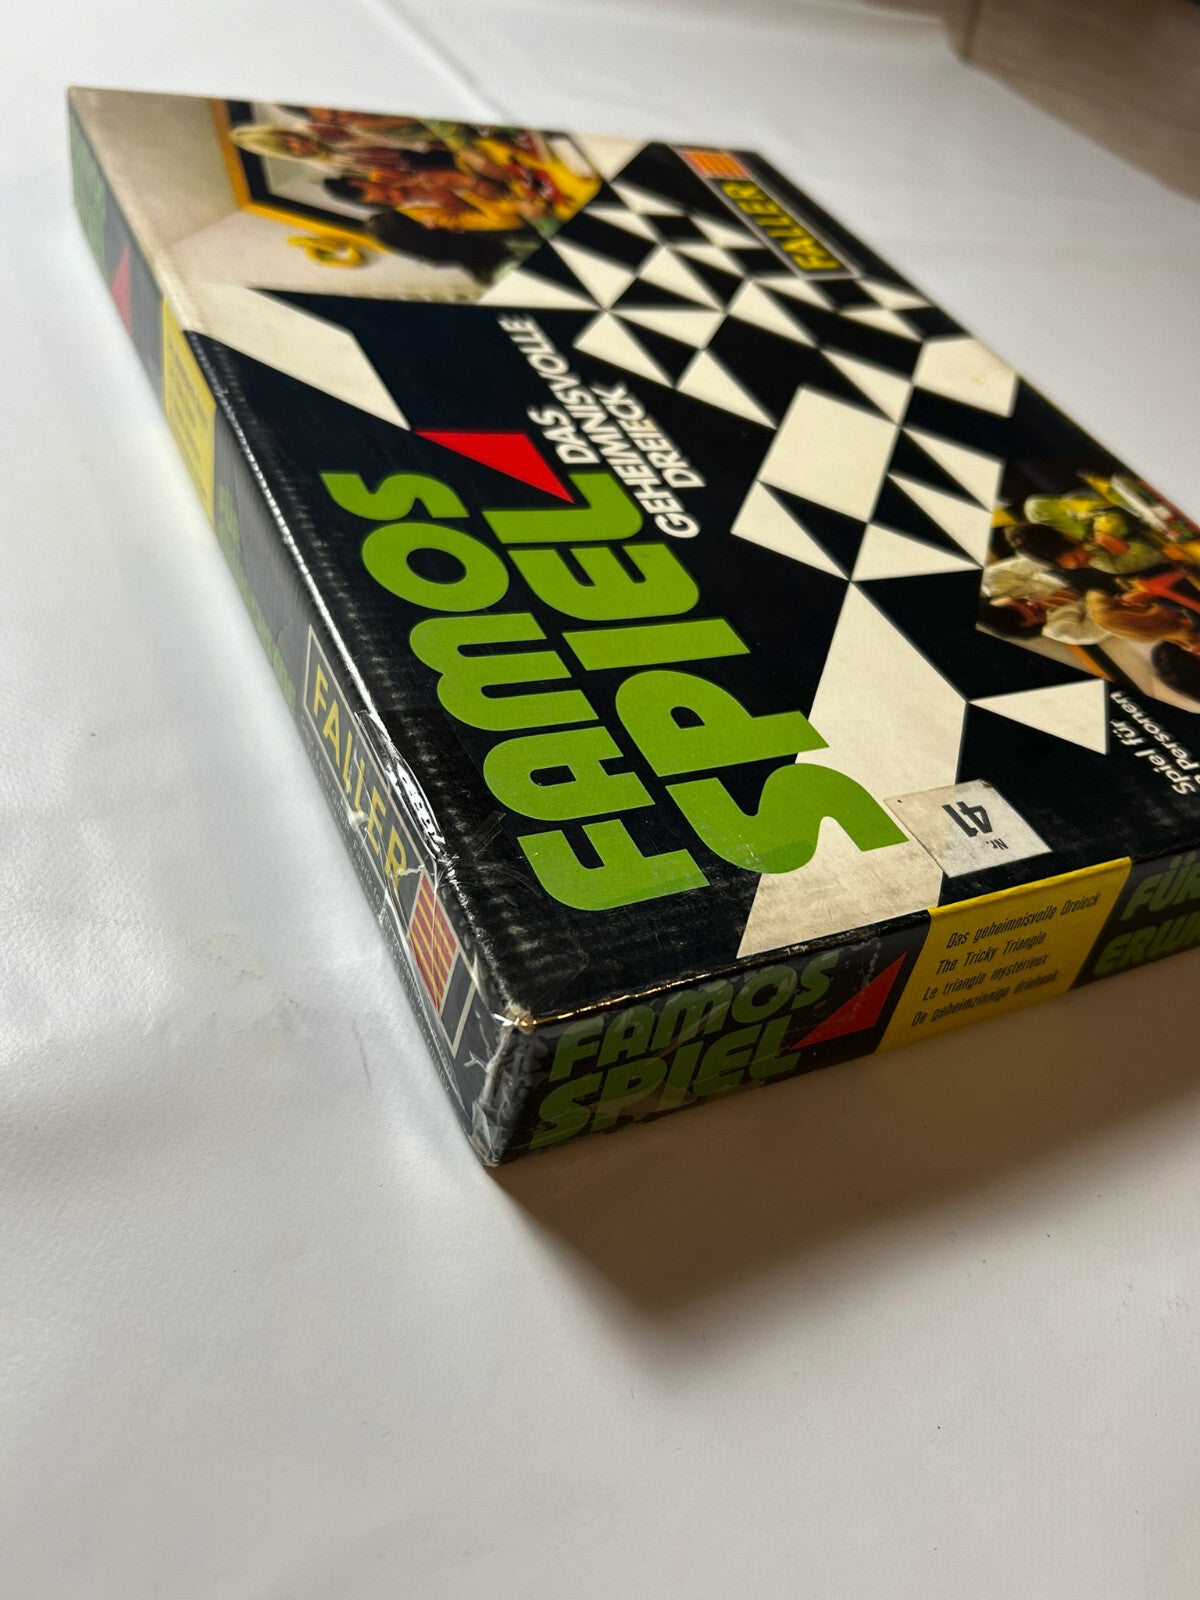 FALLER
FAMOS
SPIEL
DAS
GEHEIMNISVOLLE
DREIECK
Spiel für
Personen
Nr.
41
FALLER
FAMOS
SPIEL
Das geheimnisvolle Dreieck
The Tricky Triangle
Le triangle mystérieux
De geheimzinnige driehoek
FÜR